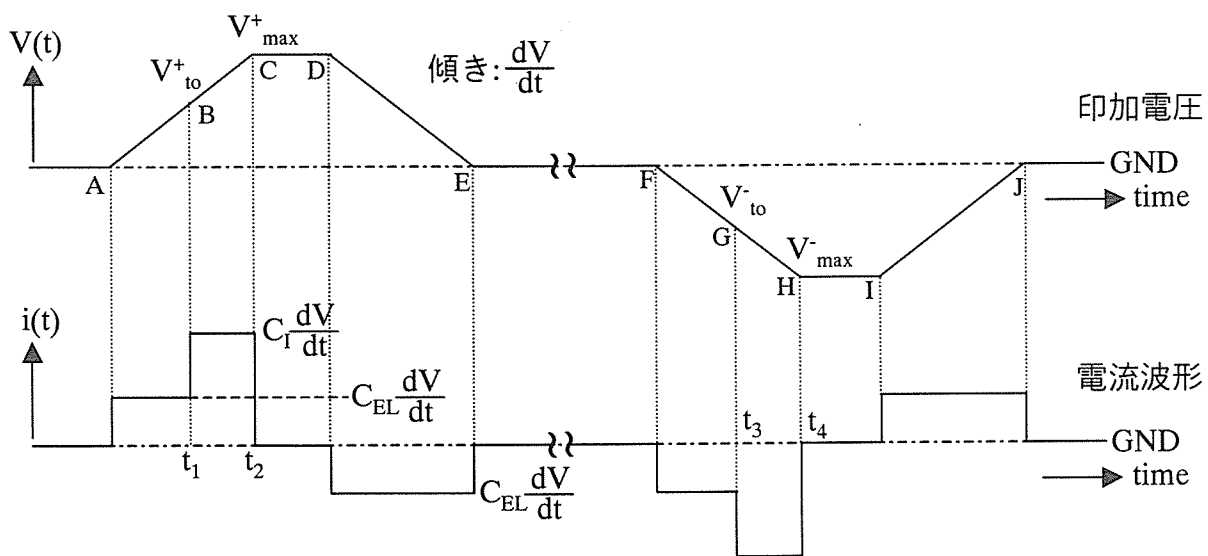 V(t)
V⁺max
V⁺to
C D
傾き: dV/dt
B
印加電圧
A
E
F
J
GND
time
V⁻to
G
V⁻max
H I
i(t)
C_I dV/dt
C_EL dV/dt
電流波形
t₁ t₂
t₃ t₄
GND
time
C_EL dV/dt